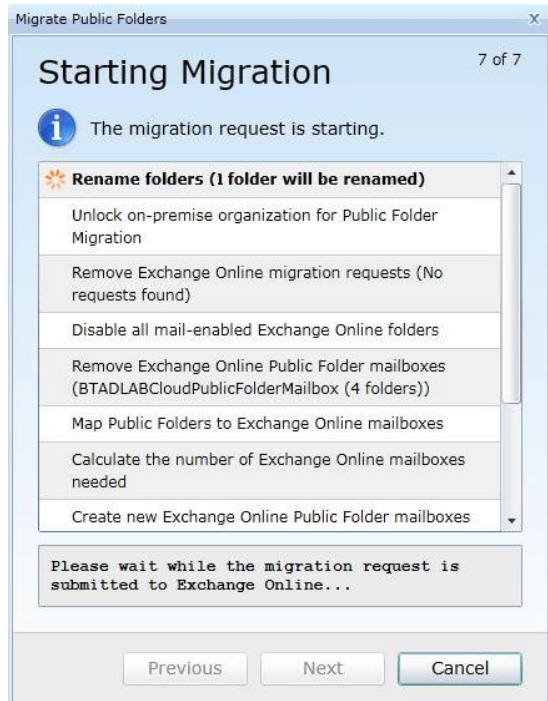 Migrate Public Folders
X
Starting Migration
7 of 7
The migration request is starting.
Rename folders (1 folder will be renamed)
Unlock on-premise organization for Public Folder
Migration
Remove Exchange Online migration requests (No
requests found)
Disable all mail-enabled Exchange Online folders
Remove Exchange Online Public Folder mailboxes
(BTADLABCloudPublicFolderMailbox (4 folders))
Map Public Folders to Exchange Online mailboxes
Calculate the number of Exchange Online mailboxes
needed
Create new Exchange Online Public Folder mailboxes
Please wait while the migration request is
submitted to Exchange Online...
Previous
Next
Cancel